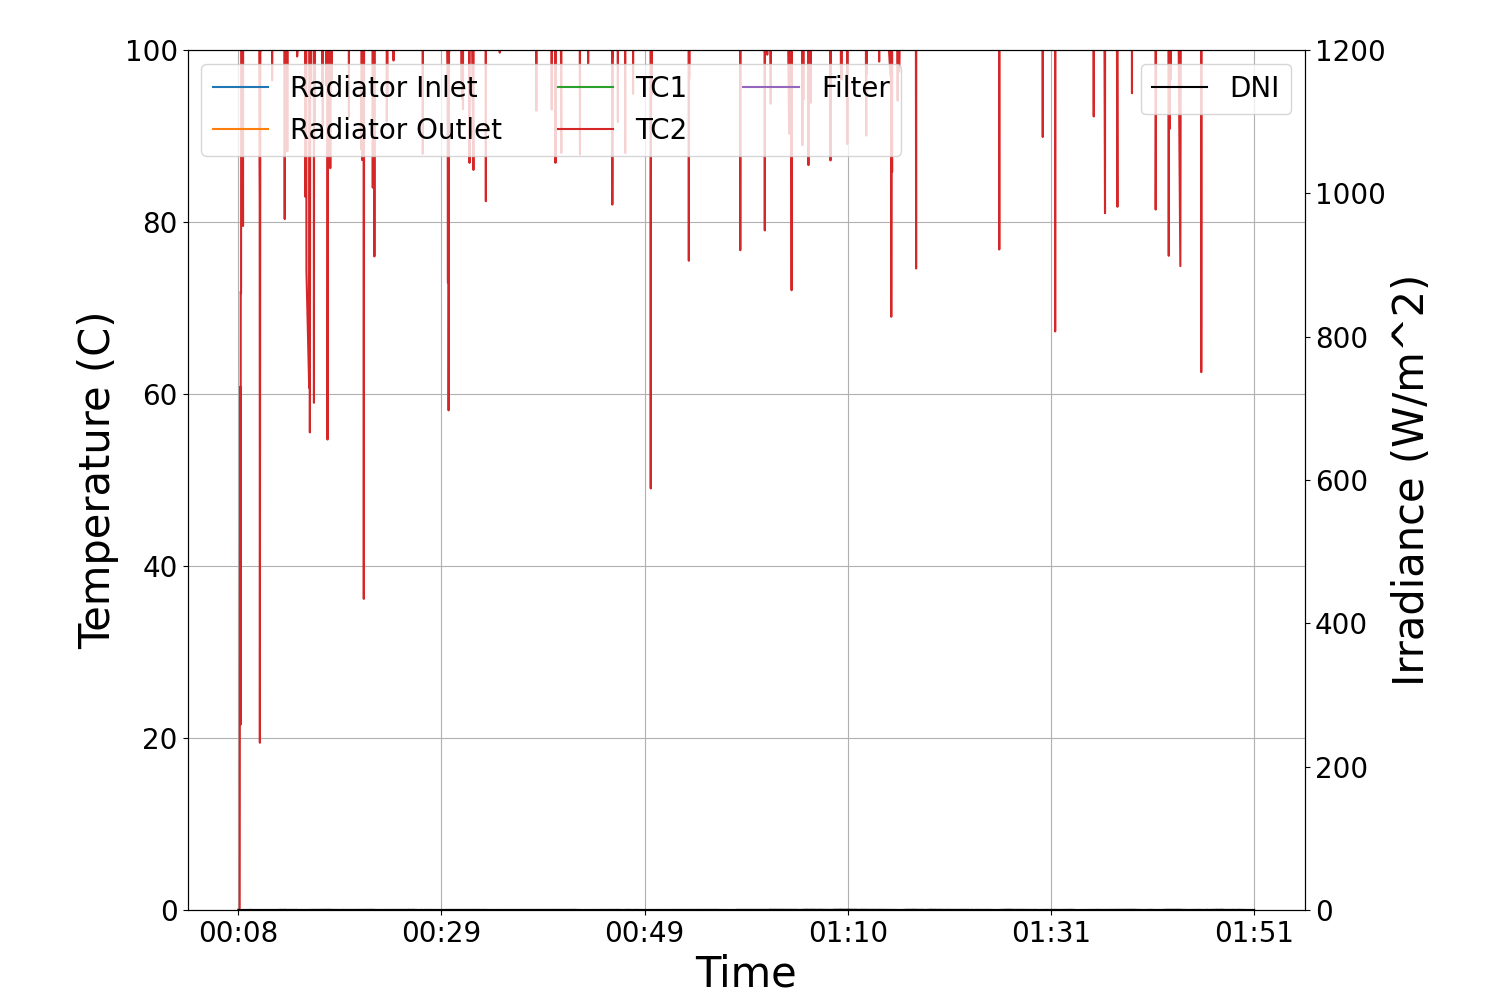 100
80
60
40
20
0
Temperature (C)
Radiator Inlet
Radiator Outlet
TC1
TC2
Filter
DNI
1200
1000
800
600
400
200
0
Irradiance (W/m^2)
00:08 00:29 00:49 01:10 01:31 01:51
Time